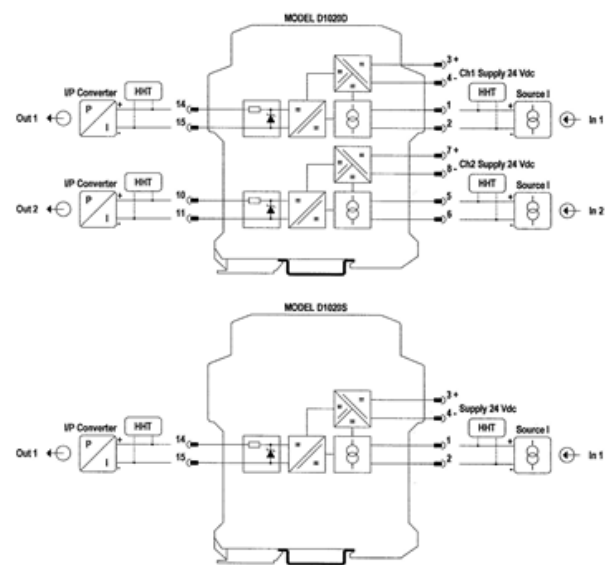 MODEL D1020D
3 +
4 - Ch1 Supply 24 Vdc
I/P Converter HHT 14 1 HHT Source I
Out 1 P I + - 15 2 + - In 1
7 +
8 - Ch2 Supply 24 Vdc
I/P Converter HHT 10 5 HHT Source I
Out 2 P I + - 11 6 + - In 2
MODEL D1020S
3 +
4 - Supply 24 Vdc
I/P Converter HHT 14 1 HHT Source I
Out 1 P I + - 15 2 + - In 1